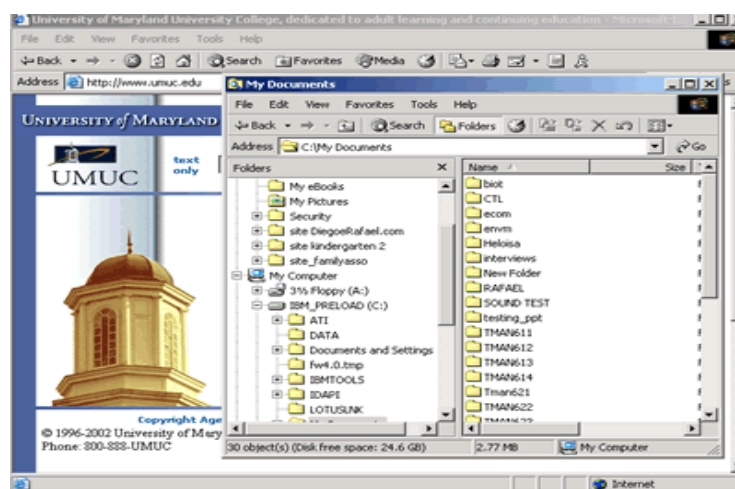 University of Maryland University College, dedicated to adult learning and continuing education - Microsoft
File Edit View Favorites Tools Help
Back Search Favorites Media
Address http://www.umuc.edu
UNIVERSITY of MARYLAND
UMUC
text only
My Documents
File Edit View Favorites Tools Help
Back Search Folders
Address C:\My Documents Go
Folders
My eBooks
My Pictures
Security
site DiegoeRafael.com
site kindergarten 2
site_familyasso
My Computer
3½ Floppy (A:)
IBM_PRELOAD (C:)
ATI
DATA
Documents and Settings
fw4.0.tmp
IBMTOOLS
IDAPI
LOTUSLNK
Name Size
biot
CTL
ecom
envm
Heloisa
interviews
New Folder
RAFAEL
SOUND TEST
testing_ppt
TMAN611
TMAN612
TMAN613
TMAN614
Tman621
TMAN622
30 object(s) (Disk free space: 24.6 GB) 2.77 MB My Computer
Copyright Age
© 1996-2002 University of Mary
Phone: 800-888-UMUC
Internet